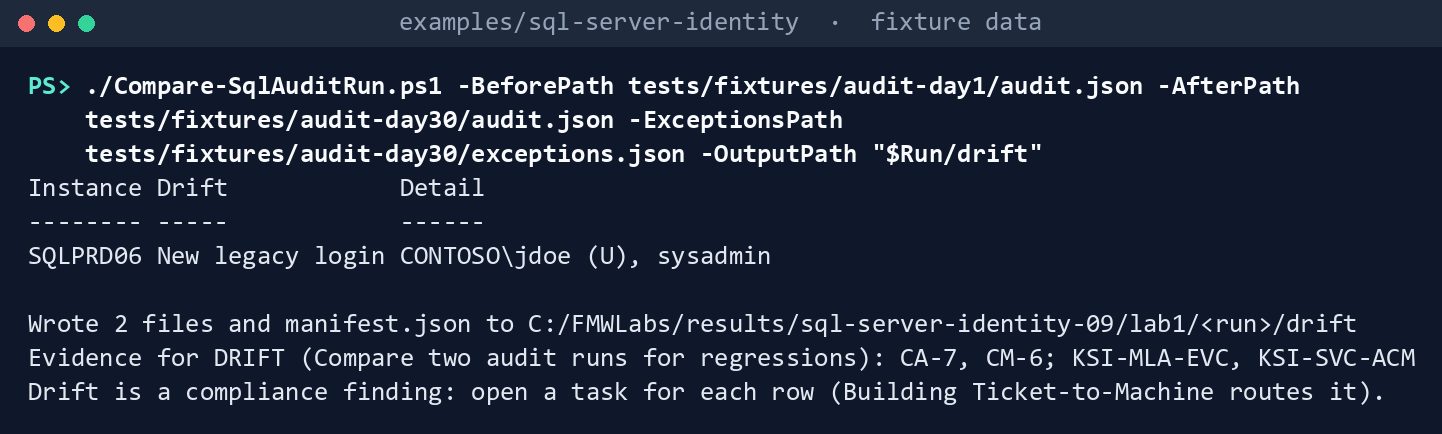 examples/sql-server-identity · fixture data
PS> ./Compare-SqlAuditRun.ps1 -BeforePath tests/fixtures/audit-day1/audit.json -AfterPath
tests/fixtures/audit-day30/audit.json -ExceptionsPath
tests/fixtures/audit-day30/exceptions.json -OutputPath "$Run/drift"
Instance Drift            Detail
-------- -----            ------
SQLPRD06 New legacy login CONTOSO\jdoe (U), sysadmin
Wrote 2 files and manifest.json to C:/FMWLabs/results/sql-server-identity-09/lab1/<run>/drift
Evidence for DRIFT (Compare two audit runs for regressions): CA-7, CM-6; KSI-MLA-EVC, KSI-SVC-ACM
Drift is a compliance finding: open a task for each row (Building Ticket-to-Machine routes it).